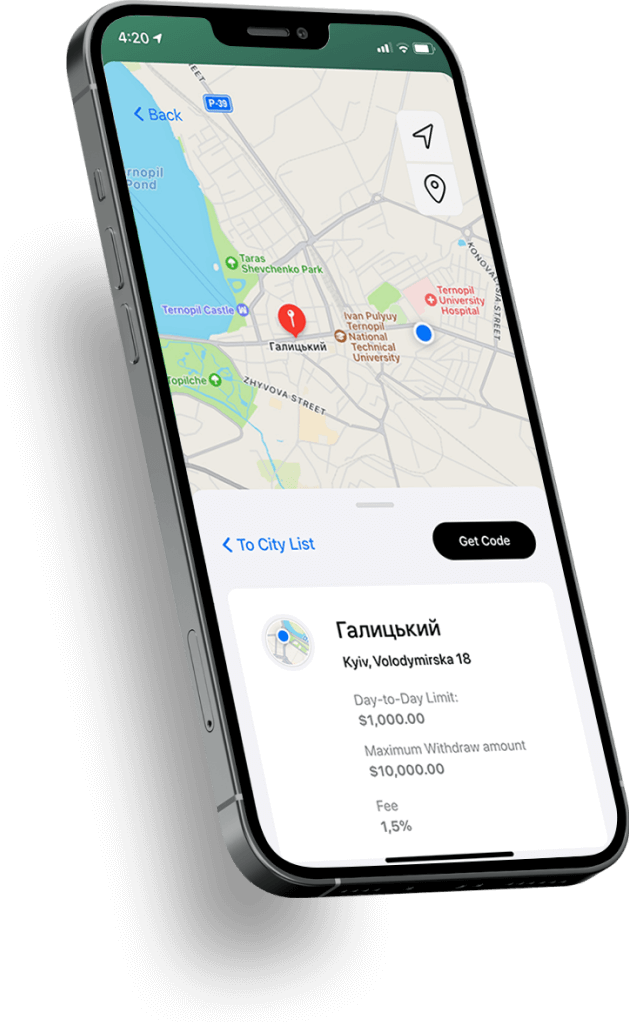 4:20
P-39
Back
rnopil
Pond
KONOVALTSIA STREET
Taras
Shevchenko Park
Ternopil
University
Hospital
Ternopil Castle
Ivan Pulyuy
Ternopil
National
Technical
University
Галицький
Topilche
ZHYVOVA STREET
To City List
Get Code
Галицький
Kyiv, Volodymirska 18
Day-to-Day Limit:
$1,000.00
Maximum Withdraw amount
$10,000.00
Fee
1,5%